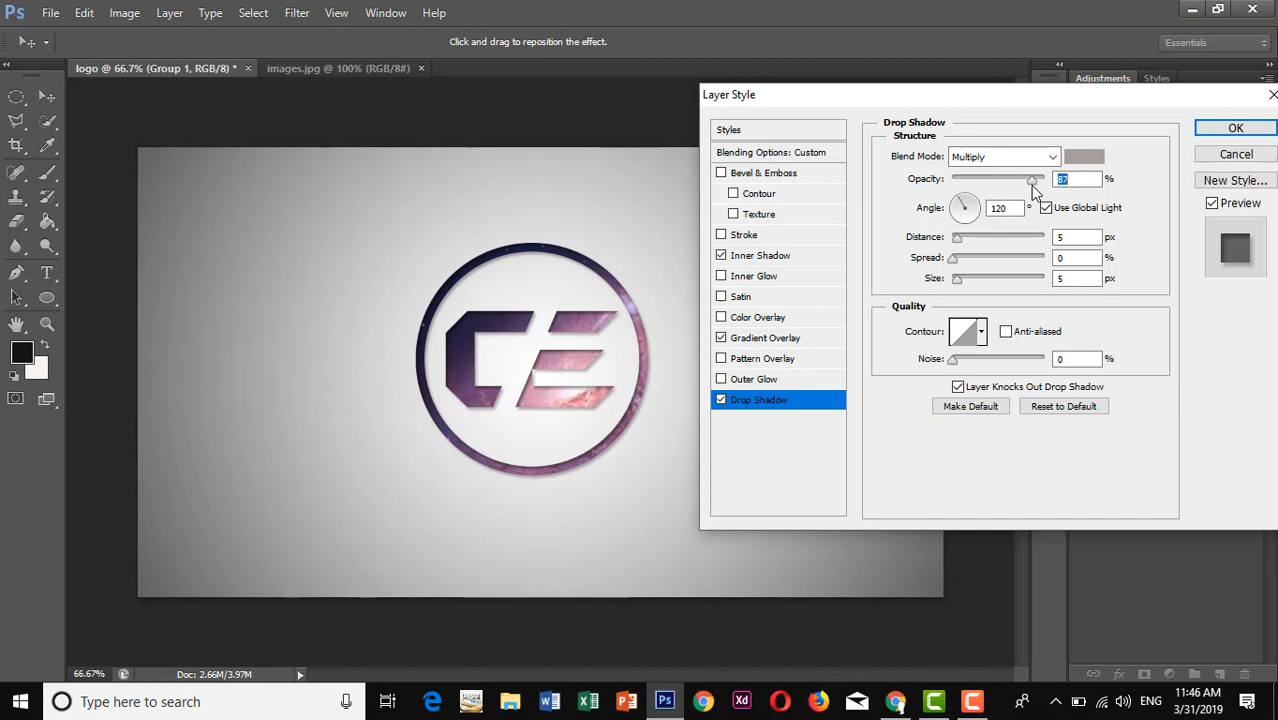 Ps File Edit Image Layer Type Select Filter View Window Help
Click and drag to reposition the effect.
Essentials
logo @ 66.7% (Group 1, RGB/8) * × images.jpg @ 100% (RGB/8#) ×
Adjustments Styles
Layer Style
Styles
Blending Options: Custom
Bevel & Emboss
Contour
Texture
Stroke
Inner Shadow
Inner Glow
Satin
Color Overlay
Gradient Overlay
Pattern Overlay
Outer Glow
Drop Shadow
Drop Shadow
Structure
Blend Mode: Multiply
Opacity: 87 %
Angle: 120 ° Use Global Light
Distance: 5 px
Spread: 0 %
Size: 5 px
Quality
Contour: Anti-aliased
Noise: 0 %
Layer Knocks Out Drop Shadow
Make Default Reset to Default
OK
Cancel
New Style...
Preview
CE
66.67% Doc: 2.66M/3.97M
Type here to search
Ps
Xd
ENG
11:46 AM
3/31/2019